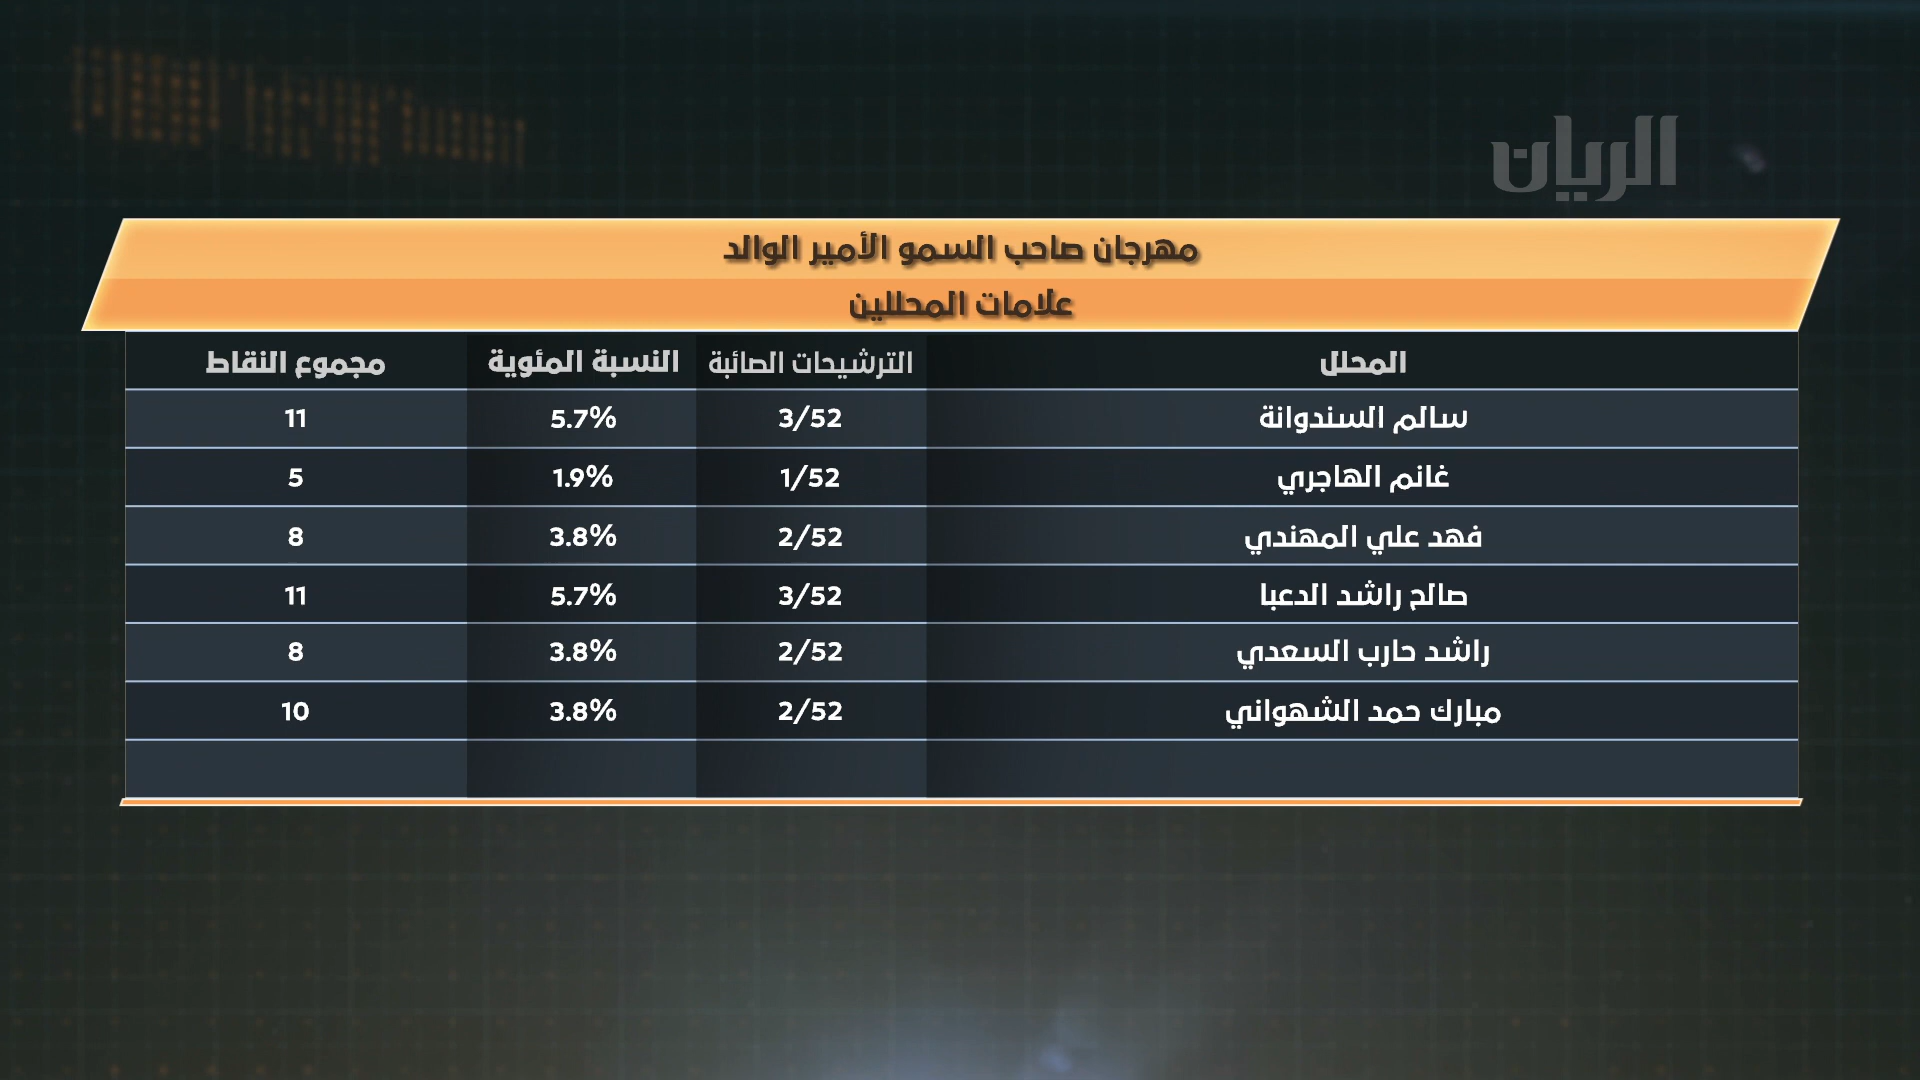 الريان
مهرجان صاحب السمو الأمير الوالد
علامات المحللين
المحلل الترشيحات الصائبة النسبة المئوية مجموع النقاط
سالم السندوانة 3/52 5.7% 11
غانم الهاجري 1/52 1.9% 5
فهد علي المهندي 2/52 3.8% 8
صالح راشد الدعبا 3/52 5.7% 11
راشد حارب السعدي 2/52 3.8% 8
مبارك حمد الشهواني 2/52 3.8% 10